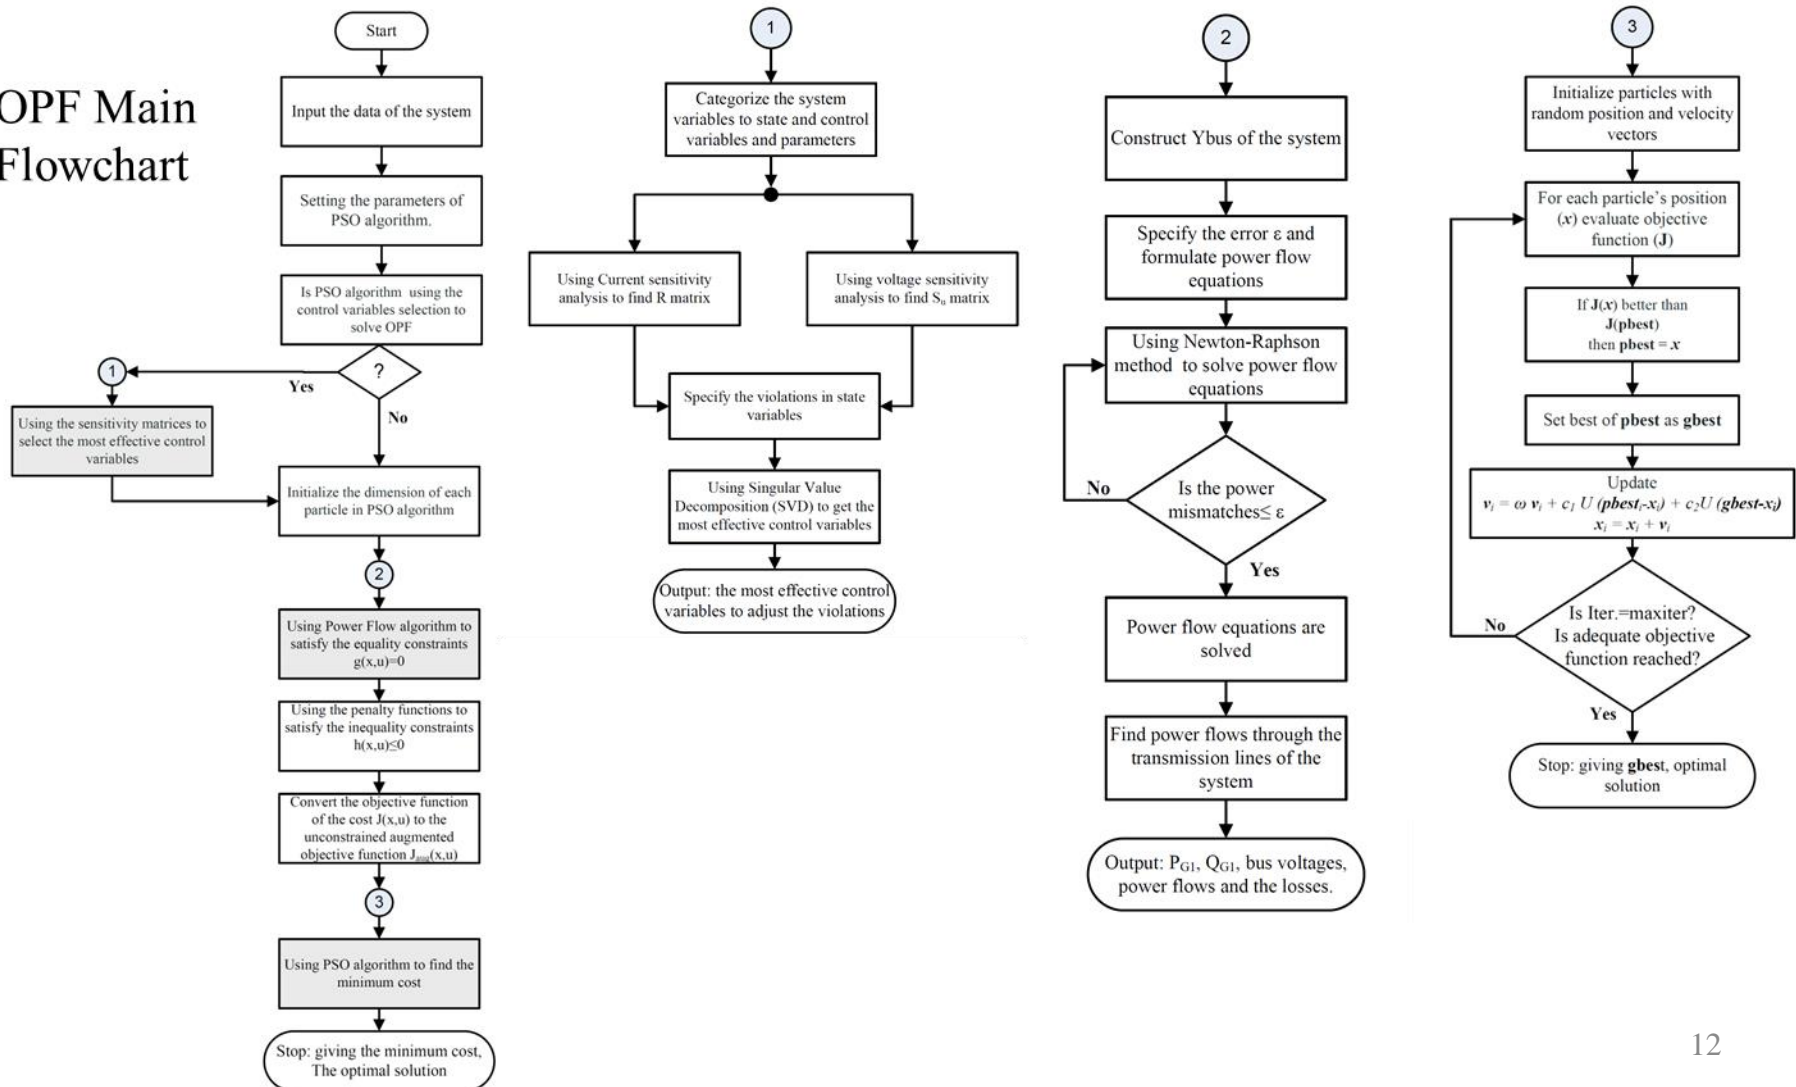 OPF Main
Flowchart
Start
Input the data of the system
Setting the parameters of
PSO algorithm.
Is PSO algorithm using the
control variables selection to
solve OPF
?
Yes
No
1
Using the sensitivity matrices to
select the most effective control
variables
Initialize the dimension of each
particle in PSO algorithm
2
Using Power Flow algorithm to
satisfy the equality constraints
g(x,u)=0
Using the penalty functions to
satisfy the inequality constraints
h(x,u)≤0
Convert the objective function
of the cost J(x,u) to the
unconstrained augmented
objective function Jaug(x,u)
3
Using PSO algorithm to find the
minimum cost
Stop: giving the minimum cost,
The optimal solution
1
Categorize the system
variables to state and control
variables and parameters
Using Current sensitivity
analysis to find R matrix
Using voltage sensitivity
analysis to find Su matrix
Specify the violations in state
variables
Using Singular Value
Decomposition (SVD) to get the
most effective control variables
Output: the most effective control
variables to adjust the violations
2
Construct Ybus of the system
Specify the error ε and
formulate power flow
equations
Using Newton-Raphson
method to solve power flow
equations
No
Is the power
mismatches≤ ε
Yes
Power flow equations are
solved
Find power flows through the
transmission lines of the
system
Output: PG1, QG1, bus voltages,
power flows and the losses.
3
Initialize particles with
random position and velocity
vectors
For each particle's position
(x) evaluate objective
function (J)
If J(x) better than
J(pbest)
then pbest = x
Set best of pbest as gbest
Update
vi = ω vi + c1 U (pbesti-xi) + c2U (gbest-xi)
xi = xi + vi
No
Is Iter.=maxiter?
Is adequate objective
function reached?
Yes
Stop: giving gbest, optimal
solution
12